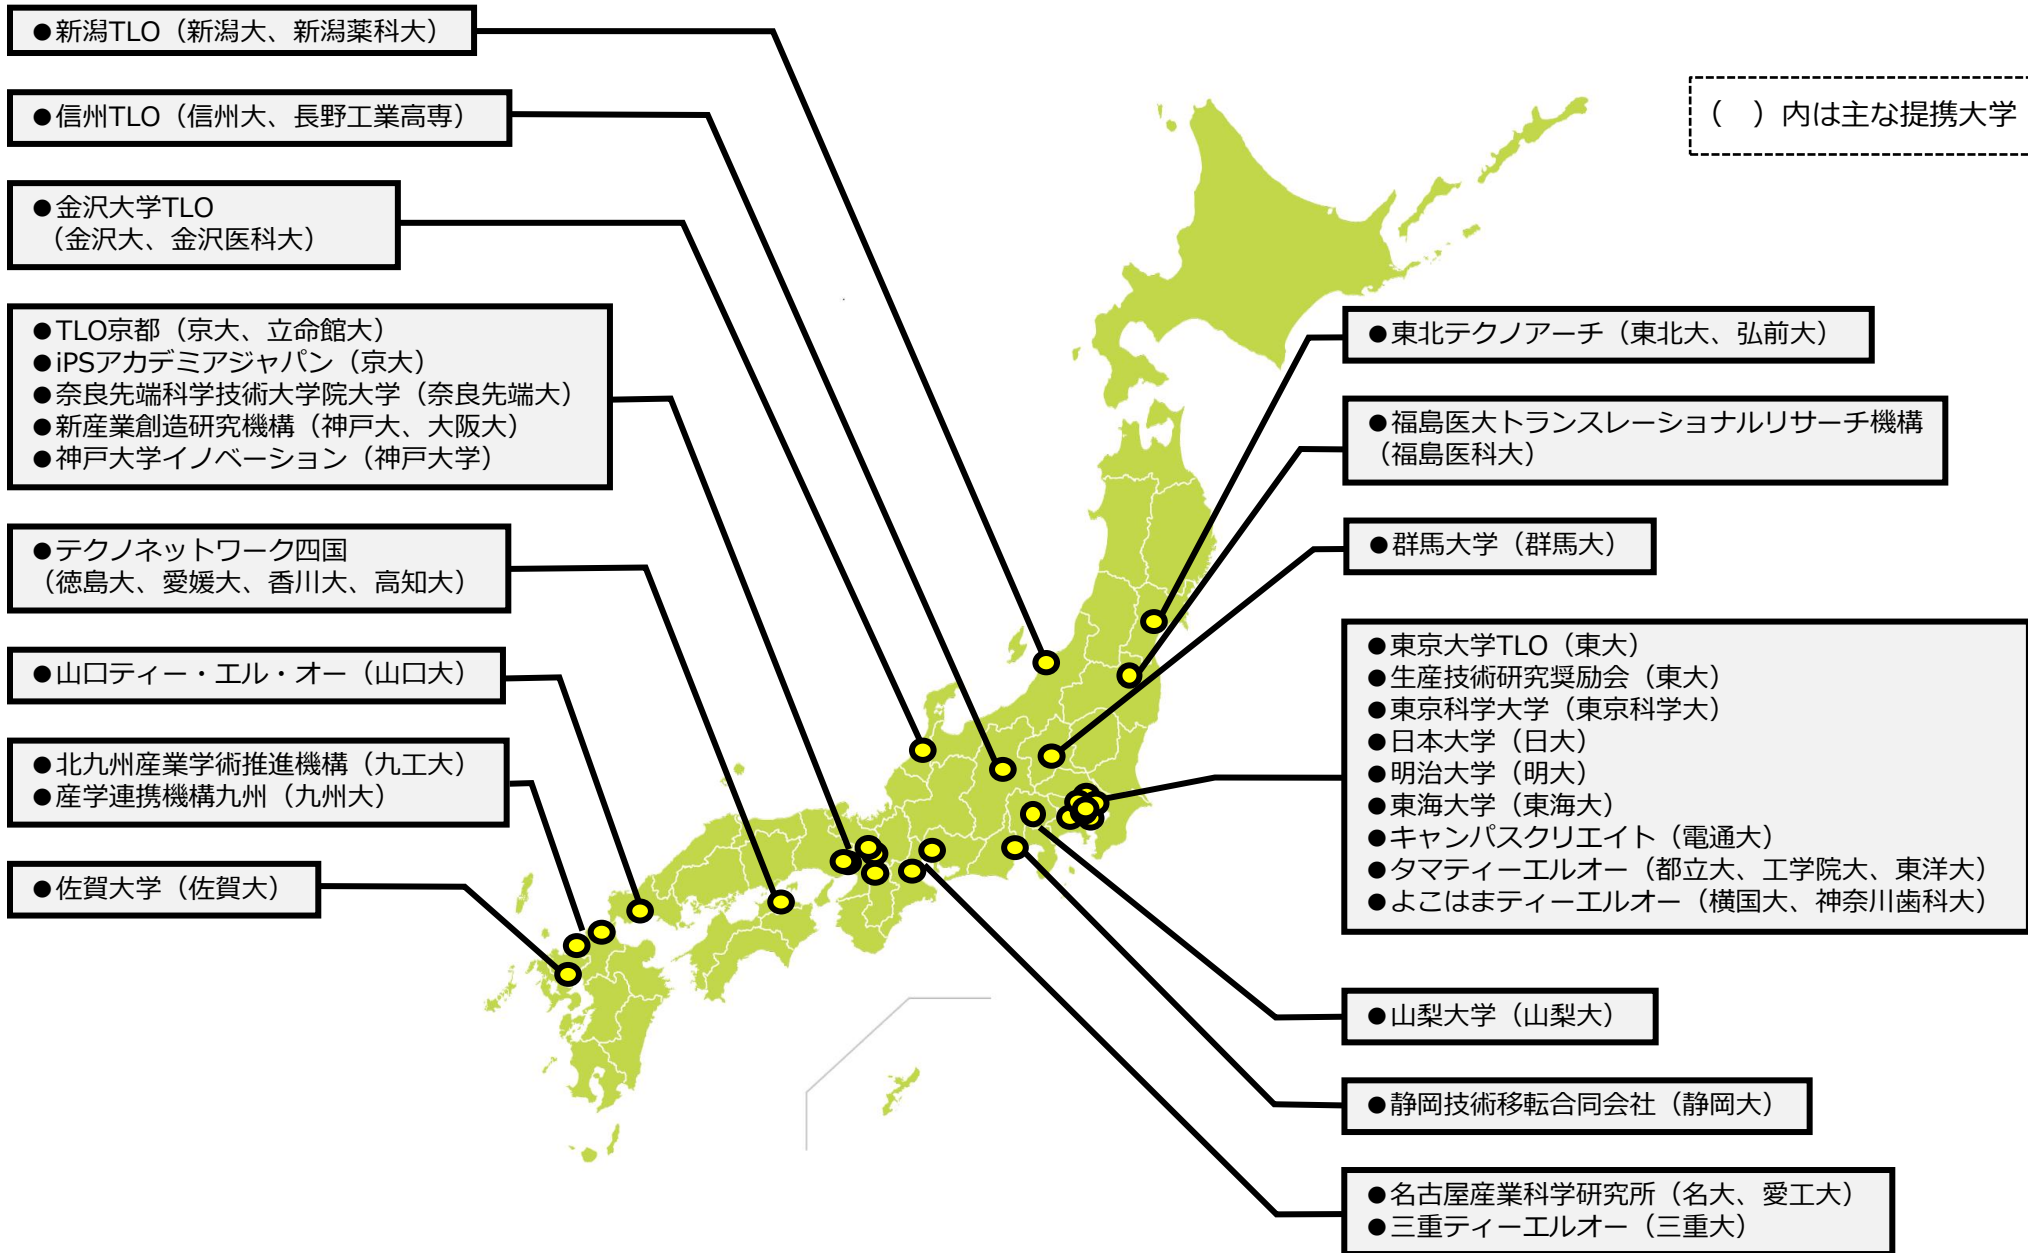 ●新潟TLO（新潟大、新潟薬科大）
●信州TLO（信州大、長野工業高専）
●金沢大学TLO
（金沢大、金沢医科大）
●TLO京都（京大、立命館大）
●iPSアカデミアジャパン（京大）
●奈良先端科学技術大学院大学（奈良先端大）
●新産業創造研究機構（神戸大、大阪大）
●神戸大学イノベーション（神戸大学）
●テクノネットワーク四国
（徳島大、愛媛大、香川大、高知大）
●山口ティー・エル・オー（山口大）
●北九州産業学術推進機構（九工大）
●産学連携機構九州（九州大）
●佐賀大学（佐賀大）
（　）内は主な提携大学
●東北テクノアーチ（東北大、弘前大）
●福島医大トランスレーショナルリサーチ機構
（福島医科大）
●群馬大学（群馬大）
●東京大学TLO（東大）
●生産技術研究奨励会（東大）
●東京科学大学（東京科学大）
●日本大学（日大）
●明治大学（明大）
●東海大学（東海大）
●キャンパスクリエイト（電通大）
●タマティーエルオー（都立大、工学院大、東洋大）
●よこはまティーエルオー（横国大、神奈川歯科大）
●山梨大学（山梨大）
●静岡技術移転合同会社（静岡大）
●名古屋産業科学研究所（名大、愛工大）
●三重ティーエルオー（三重大）